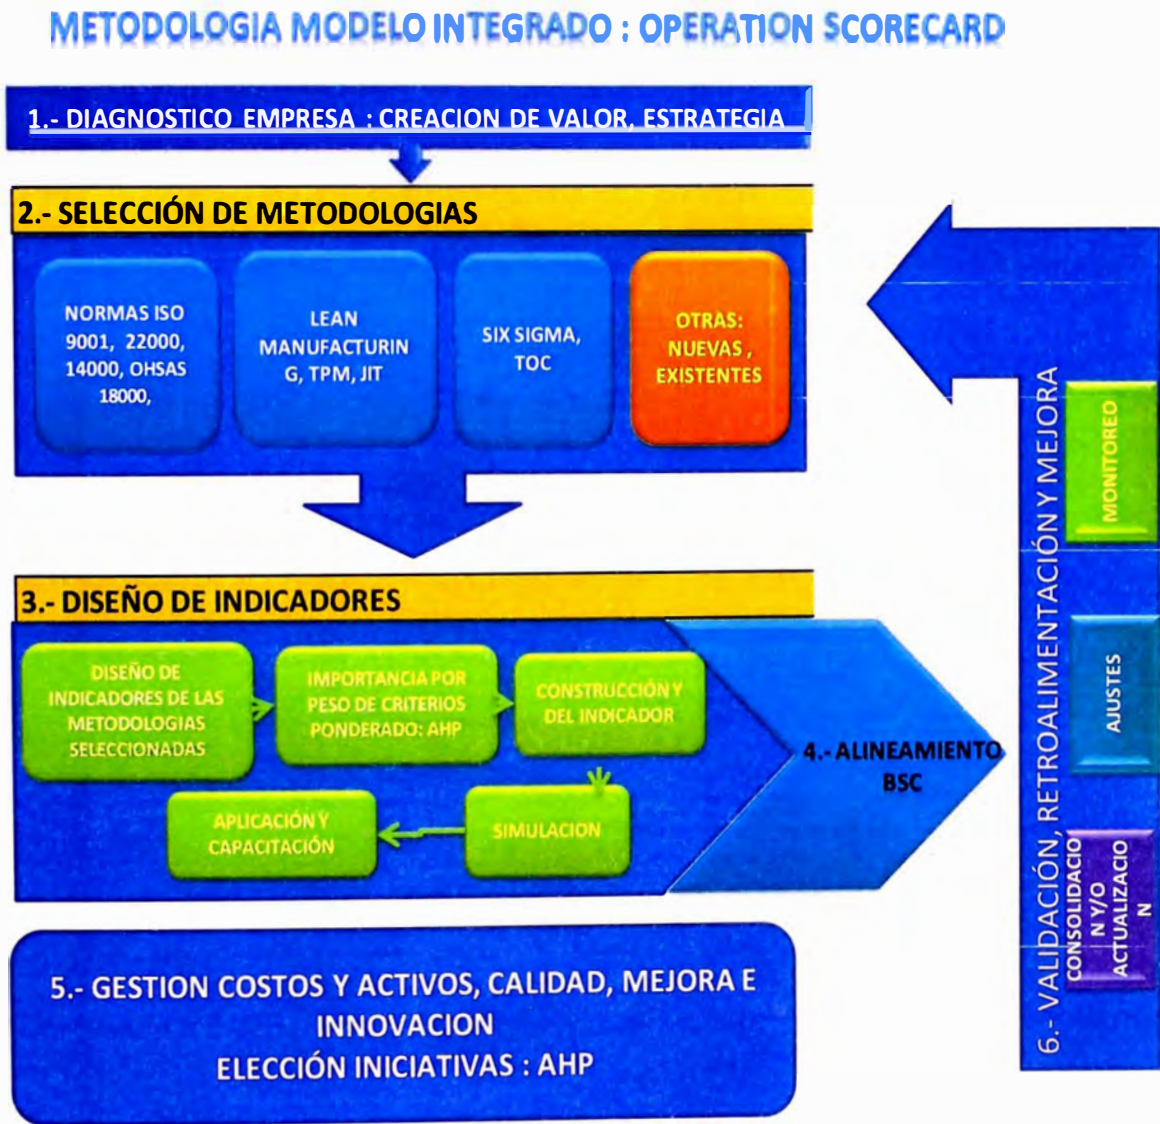 METODOLOGIA MODELO INTEGRADO : OPERATION SCORECARD
1.- DIAGNOSTICO EMPRESA : CREACION DE VALOR, ESTRATEGIA
2.- SELECCIÓN DE METODOLOGIAS
NORMAS ISO
9001, 22000,
14000, OHSAS
18000,
LEAN
MANUFACTURIN
G, TPM, JIT
SIX SIGMA,
TOC
OTRAS:
NUEVAS ,
EXISTENTES
3.- DISEÑO DE INDICADORES
DISEÑO DE
INDICADORES DE LAS
METODOLOGIAS
SELECCIONADAS
IMPORTANCIA POR
PESO DE CRITERIOS
PONDERADO: AHP
CONSTRUCCIÓN Y
DEL INDICADOR
SIMULACION
APLICACIÓN Y
CAPACITACIÓN
4.- ALINEAMIENTO
BSC
5.- GESTION COSTOS Y ACTIVOS, CALIDAD, MEJORA E
INNOVACION
ELECCIÓN INICIATIVAS : AHP
6.- VALIDACIÓN, RETROALIMENTACIÓN Y MEJORA
MONITOREO
AJUSTES
CONSOLIDACIO
N Y/O
ACTUALIZACIO
N